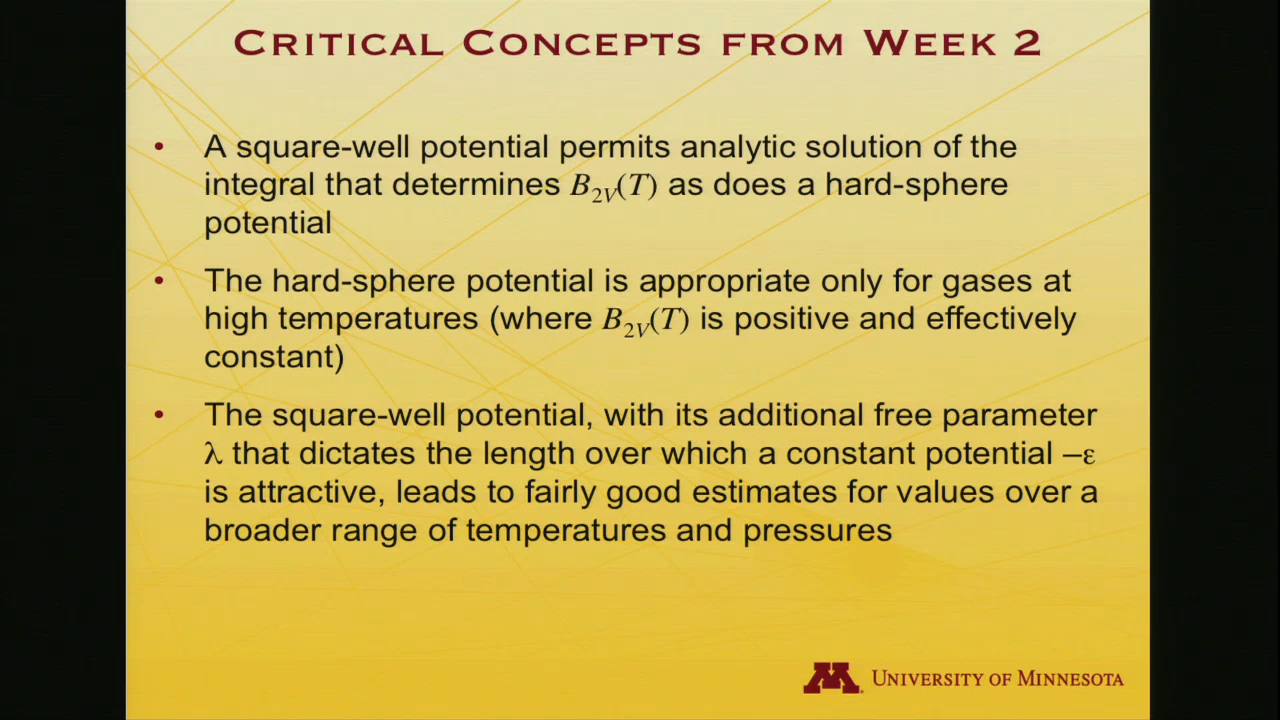 CRITICAL CONCEPTS FROM WEEK 2
• A square-well potential permits analytic solution of the
integral that determines B2V(T) as does a hard-sphere
potential
• The hard-sphere potential is appropriate only for gases at
high temperatures (where B2V(T) is positive and effectively
constant)
• The square-well potential, with its additional free parameter
λ that dictates the length over which a constant potential –ε
is attractive, leads to fairly good estimates for values over a
broader range of temperatures and pressures
M UNIVERSITY OF MINNESOTA